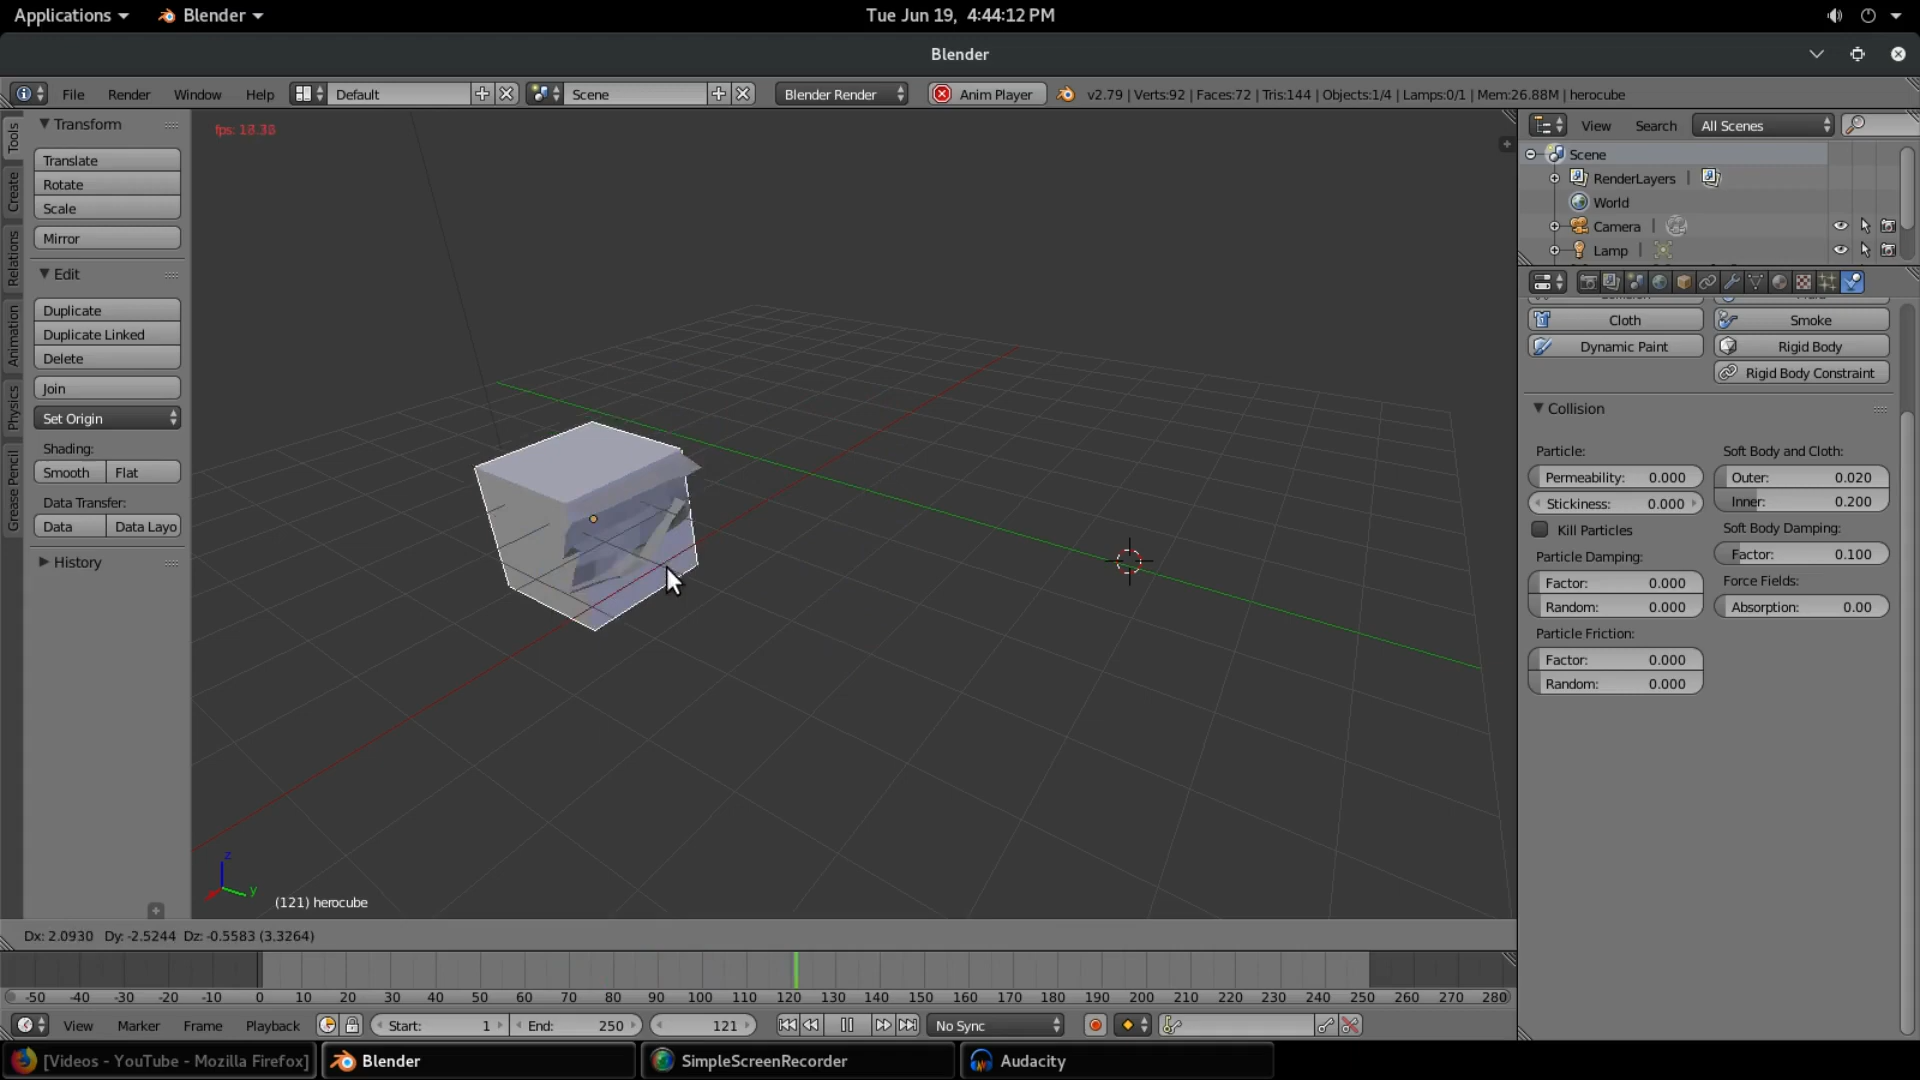 Applications
Blender
Tue Jun 19, 4:44:12 PM
Blender
File Render Window Help
Default
Scene
Blender Render
Anim Player
v2.79 | Verts:92 | Faces:72 | Tris:144 | Objects:1/4 | Lamps:0/1 | Mem:26.88M | herocube
Tools
Create
Relations
Animation
Physics
Grease Pencil
Transform
Translate
Rotate
Scale
Mirror
Edit
Duplicate
Duplicate Linked
Delete
Join
Set Origin
Shading:
Smooth Flat
Data Transfer:
Data Data Layo
History
z
y
(121) herocube
Dx: 2.0930 Dy: -2.5244 Dz: -0.5583 (3.3264)
View Search All Scenes
Scene
RenderLayers |
World
Camera |
Lamp |
Cloth Smoke
Dynamic Paint Rigid Body
Rigid Body Constraint
Collision
Particle:
Permeability: 0.000
Stickiness: 0.000
Kill Particles
Particle Damping:
Factor: 0.000
Random: 0.000
Particle Friction:
Factor: 0.000
Random: 0.000
Soft Body and Cloth:
Outer: 0.020
Inner: 0.200
Soft Body Damping:
Factor: 0.100
Force Fields:
Absorption: 0.00
-50 -40 -30 -20 -10 0 10 20 30 40 50 60 70 80 90 100 110 120 130 140 150 160 170 180 190 200 210 220 230 240 250 260 270 280
View Marker Frame Playback
Start: 1
End: 250
121
No Sync
[Videos - YouTube - Mozilla Firefox]
Blender
SimpleScreenRecorder
Audacity